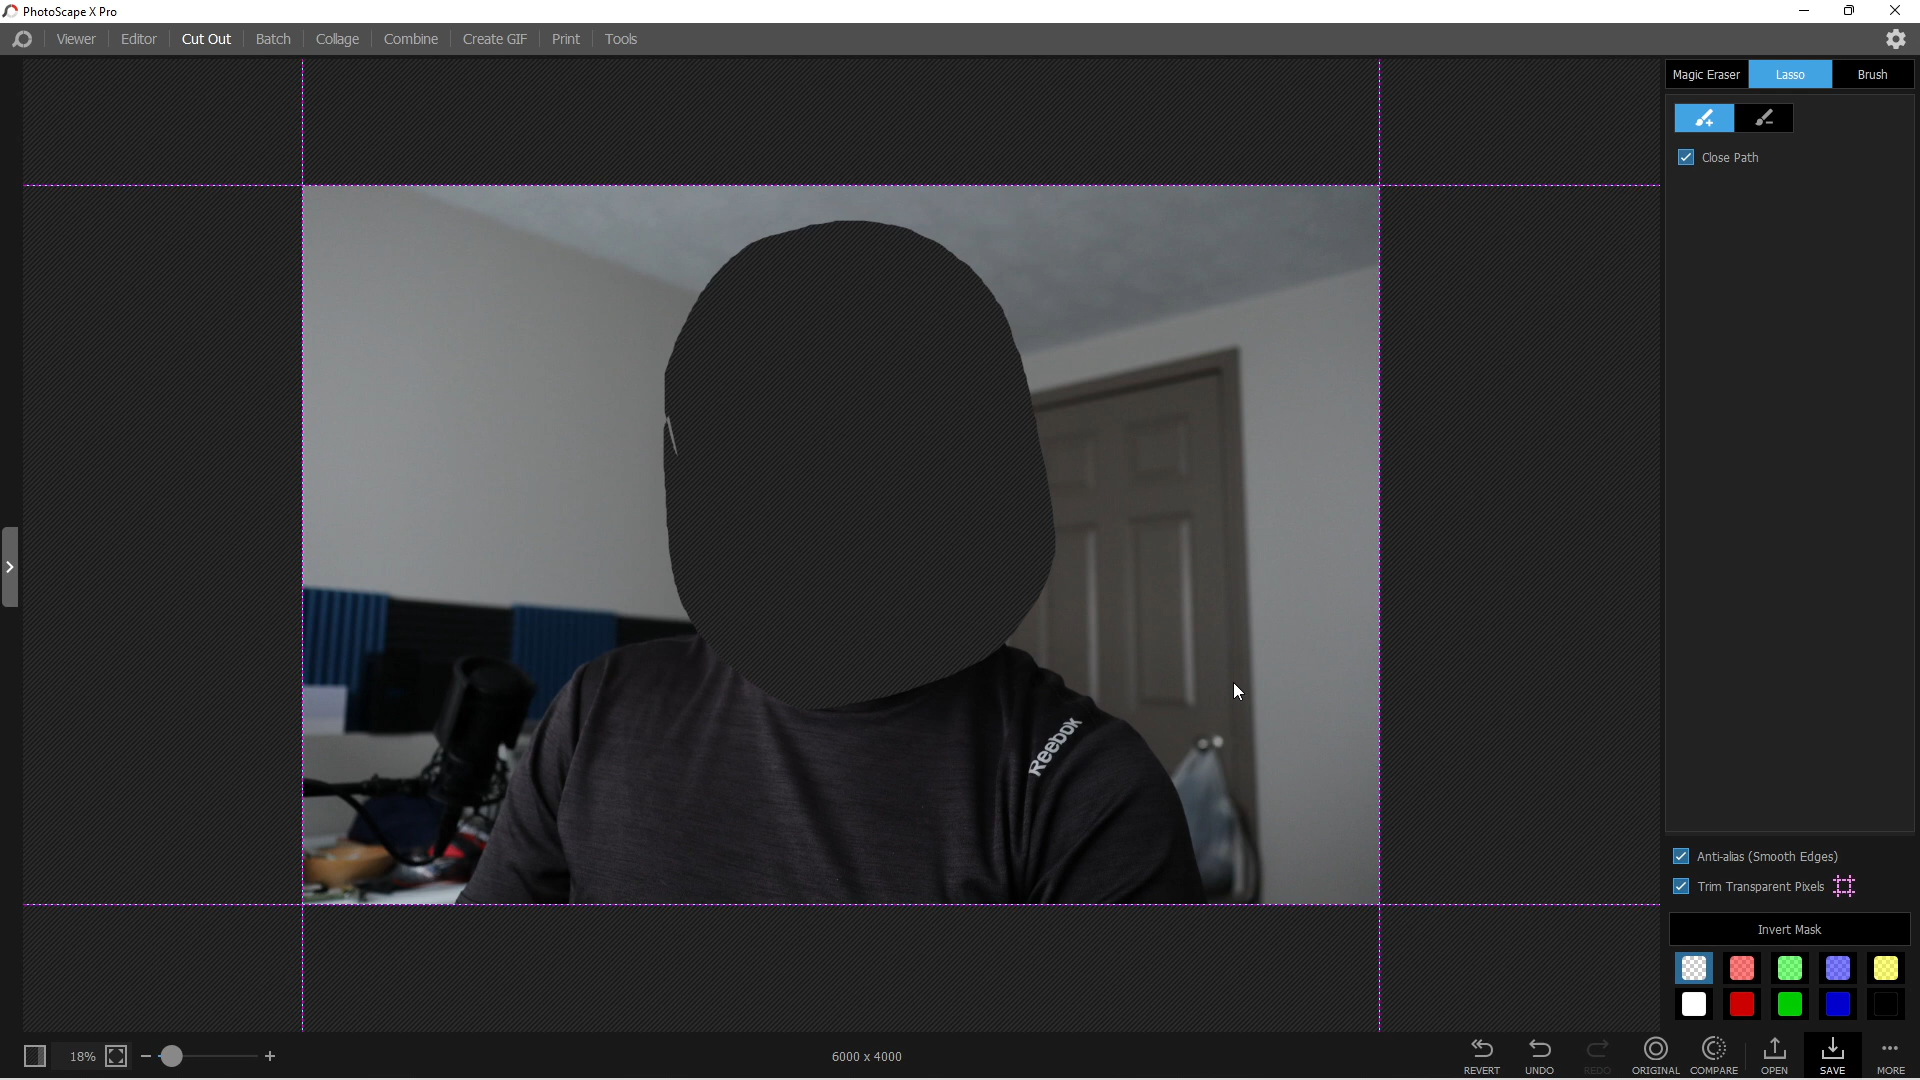 PhotoScape X Pro
Viewer Editor Cut Out Batch Collage Combine Create GIF Print Tools
Magic Eraser Lasso Brush
Close Path
Reebok
Anti-alias (Smooth Edges)
Trim Transparent Pixels
Invert Mask
18% 6000 x 4000
REVERT UNDO REDO ORIGINAL COMPARE OPEN SAVE MORE